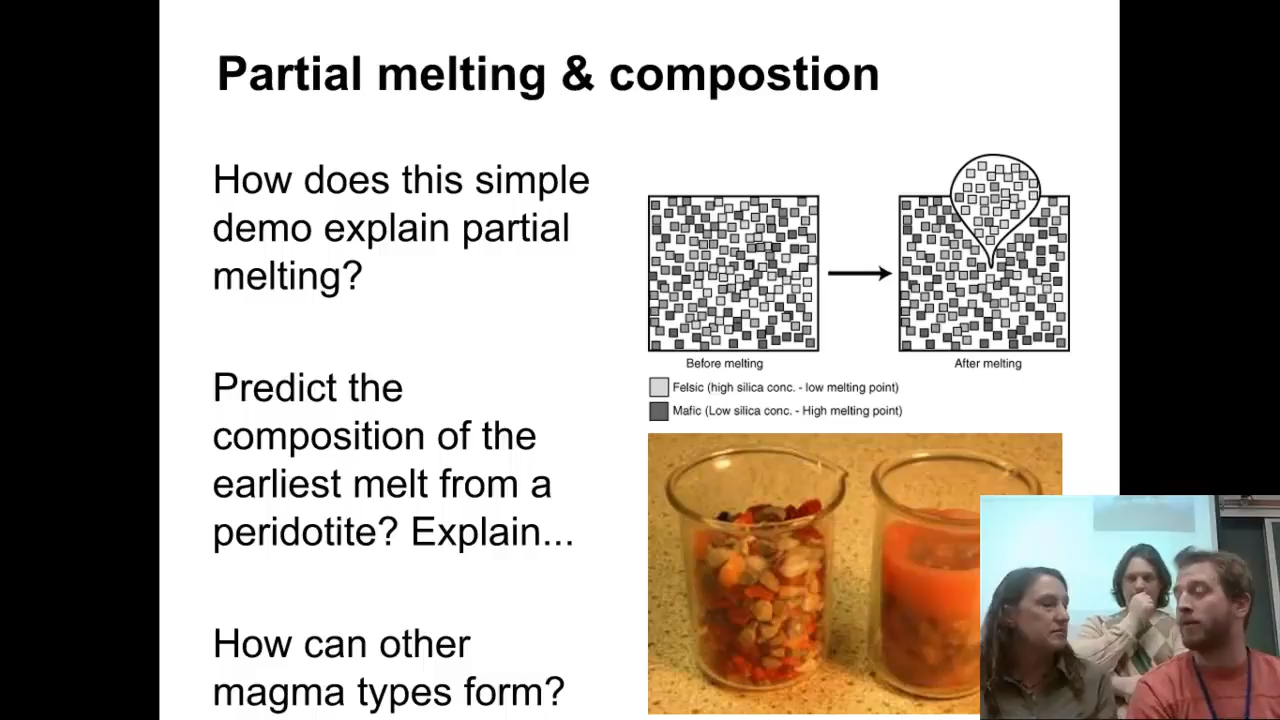 Partial melting & compostion
How does this simple
demo explain partial
melting?
Predict the
composition of the
earliest melt from a
peridotite? Explain...
How can other
magma types form?
Before melting
After melting
Felsic (high silica conc. - low melting point)
Mafic (Low silica conc. - High melting point)